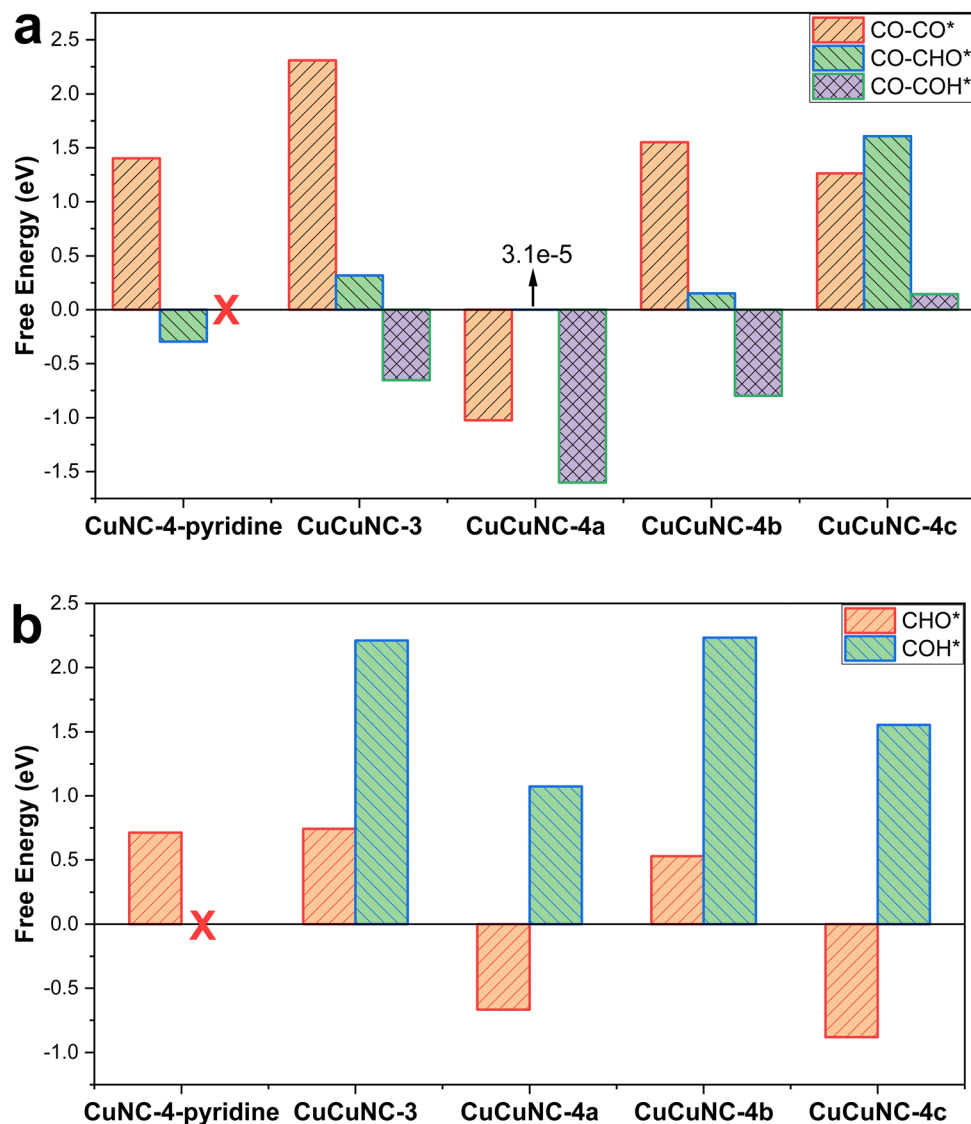 a
CO-CO*
CO-CHO*
CO-COH*
Free Energy (eV)
2.5
2.0
1.5
1.0
0.5
0.0
-0.5
-1.0
-1.5
3.1e-5
X
CuNC-4-pyridine CuCuNC-3 CuCuNC-4a CuCuNC-4b CuCuNC-4c
b
CHO*
COH*
Free Energy (eV)
2.5
2.0
1.5
1.0
0.5
0.0
-0.5
-1.0
X
CuNC-4-pyridine CuCuNC-3 CuCuNC-4a CuCuNC-4b CuCuNC-4c